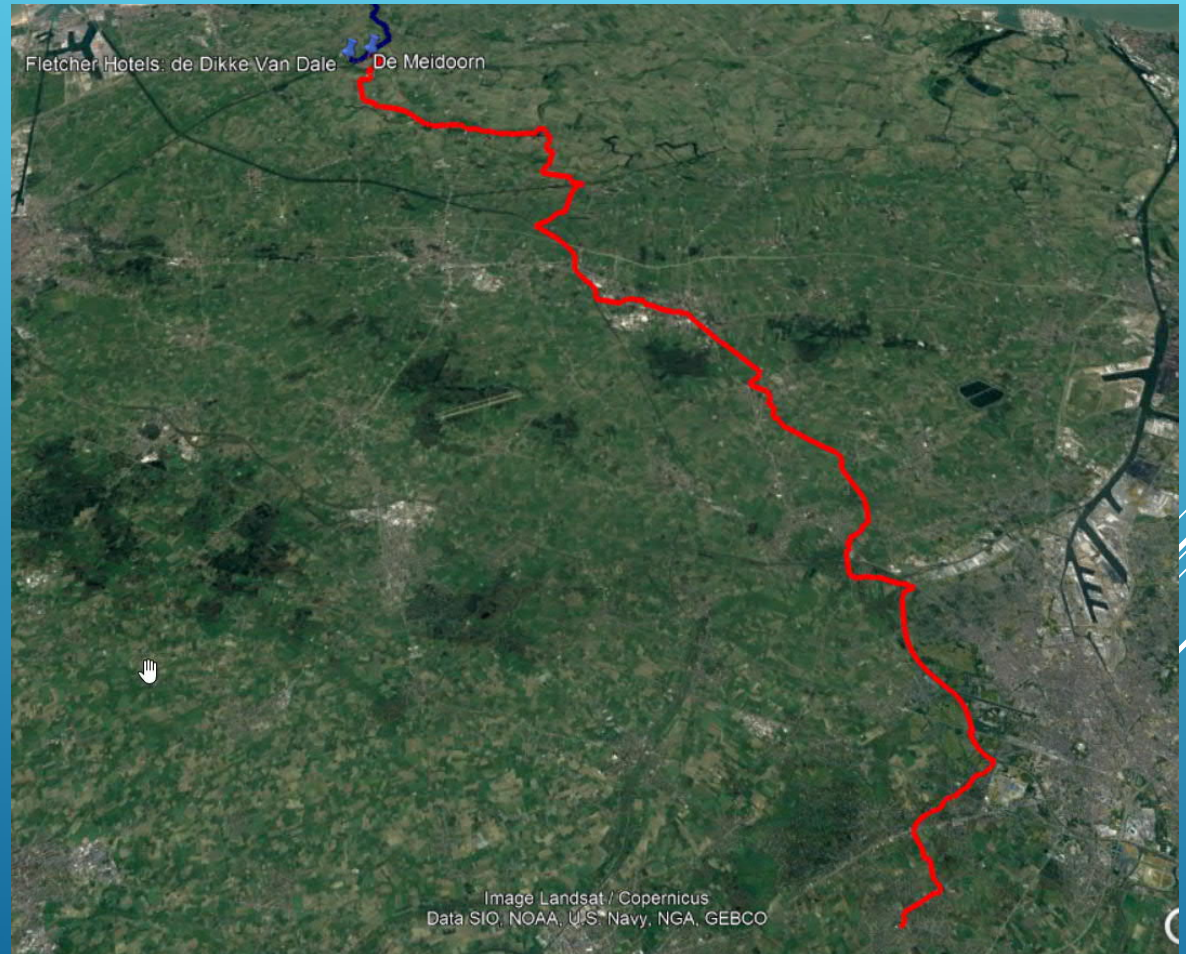 Fletcher Hotels: de Dikke Van Dale
De Meidoorn
Image Landsat / Copernicus
Data SIO, NOAA, U.S. Navy, NGA, GEBCO